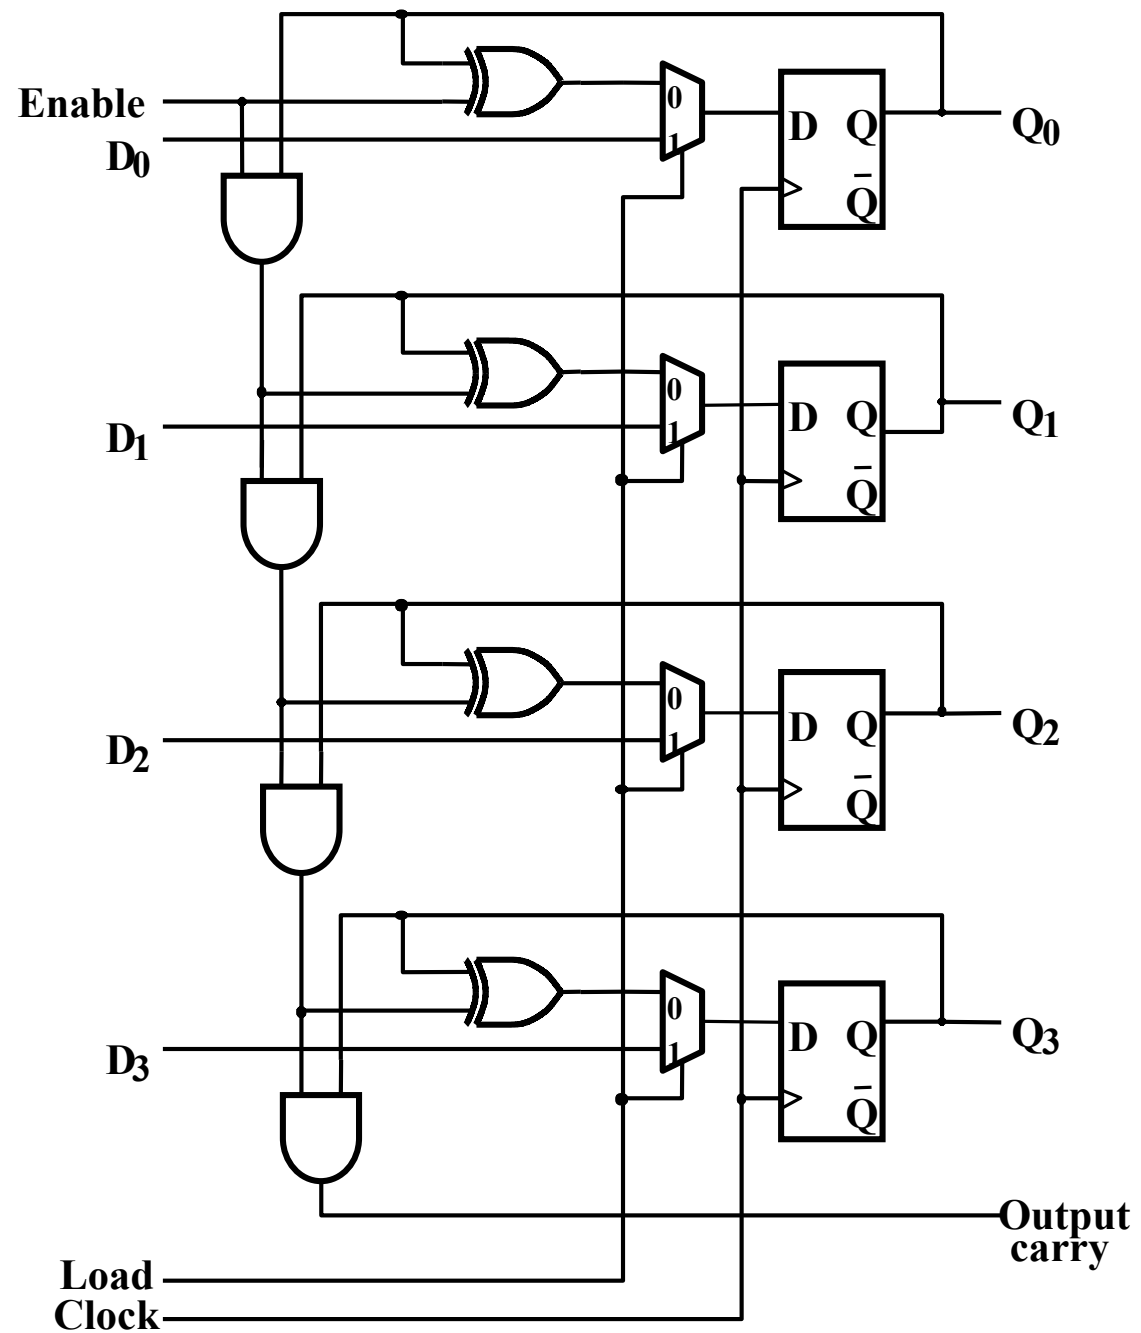 Enable
D0
0
1
D Q
Q̅
Q0
D1
0
1
D Q
Q̅
Q1
D2
0
1
D Q
Q̅
Q2
D3
0
1
D Q
Q̅
Q3
Output
carry
Load
Clock